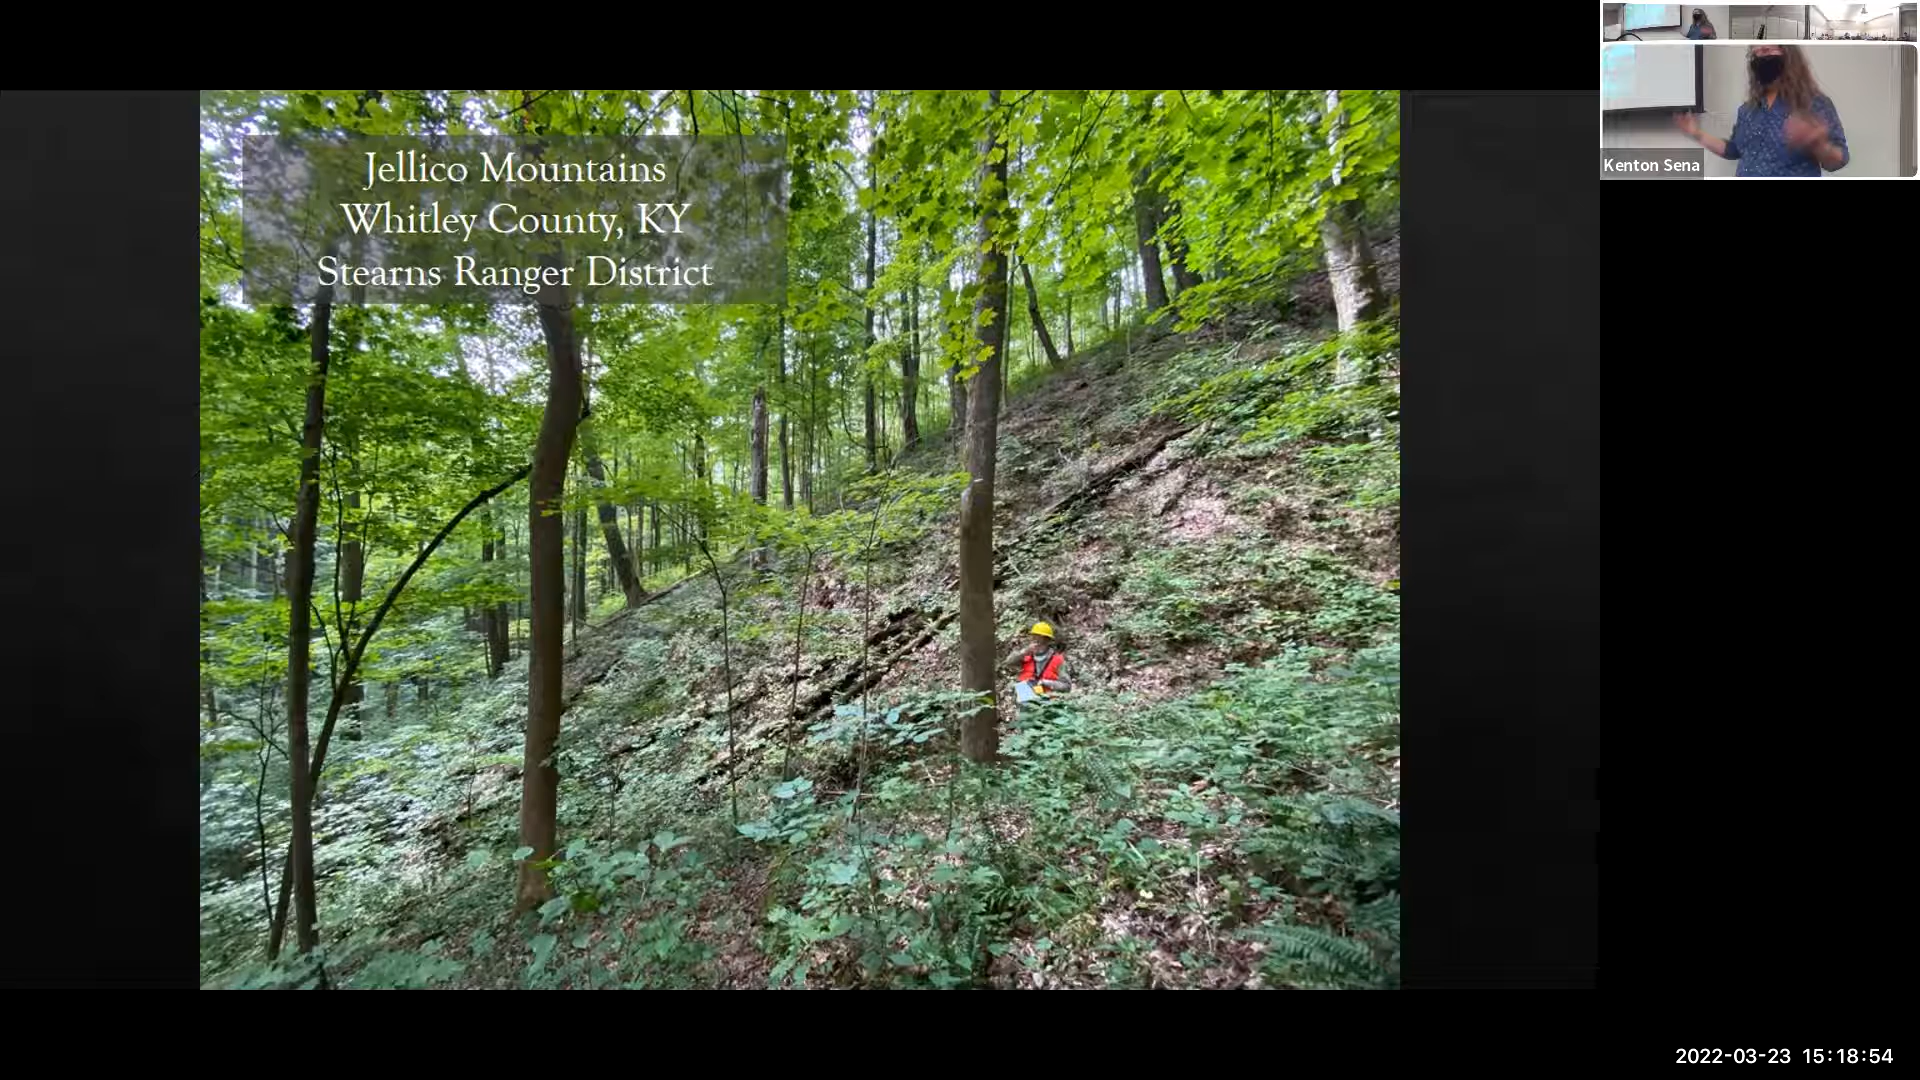 Jellico Mountains
Whitley County, KY
Stearns Ranger District
Kenton Sena
2022-03-23 15:18:54